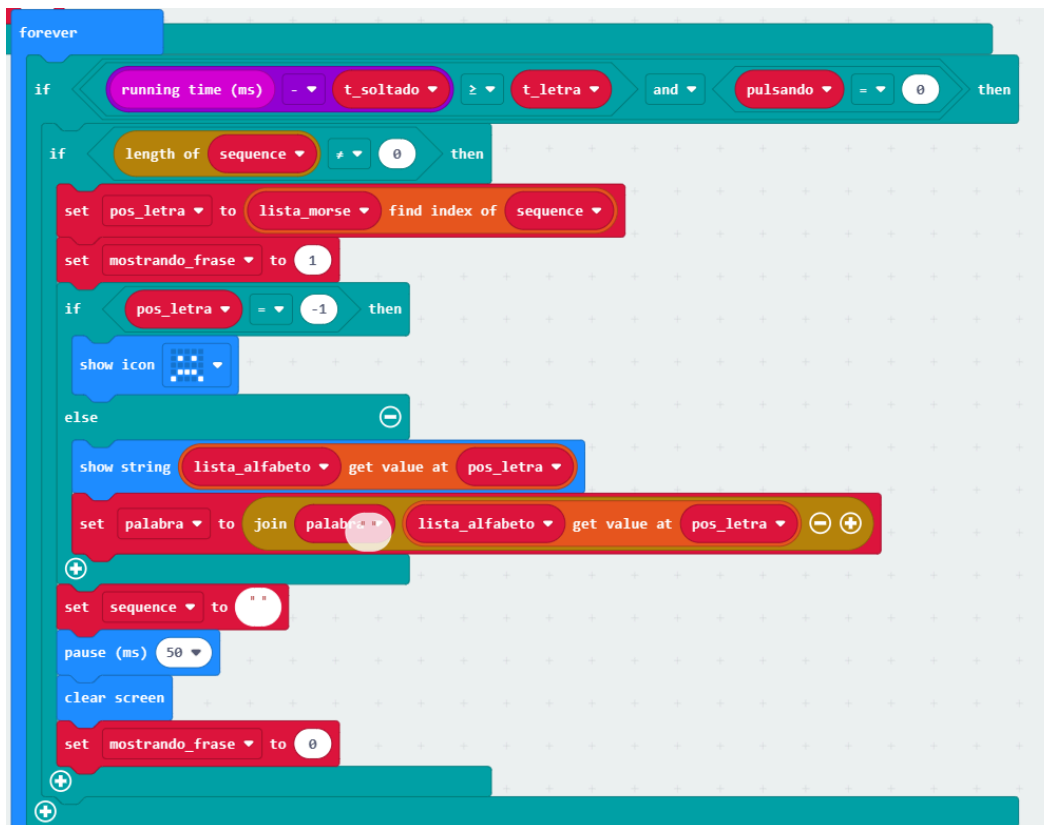 forever
if running time (ms) - t_soltado ≥ t_letra and pulsando = 0 then
if length of sequence ≠ 0 then
set pos_letra to lista_morse find index of sequence
set mostrando_frase to 1
if pos_letra = -1 then
show icon
else
show string lista_alfabeto get value at pos_letra
set palabra to join palabra " " lista_alfabeto get value at pos_letra
set sequence to " "
pause (ms) 50
clear screen
set mostrando_frase to 0